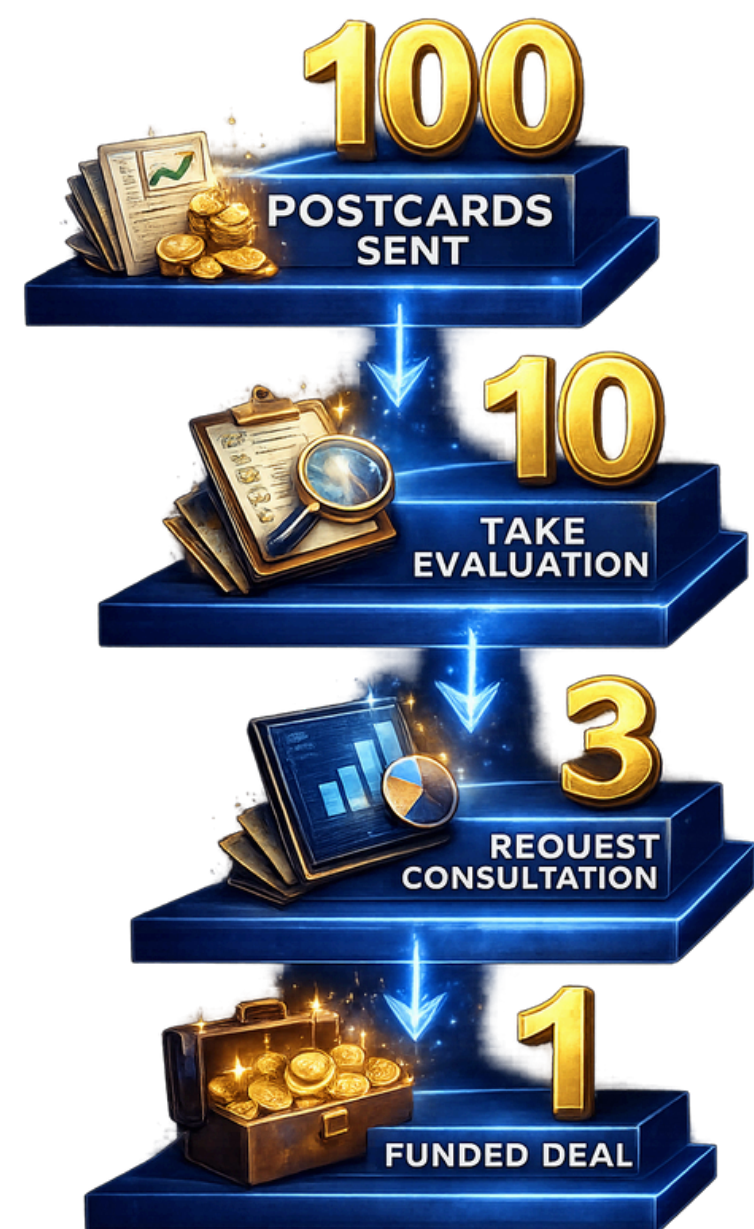 100
POSTCARDS
SENT
10
TAKE
EVALUATION
3
REOUEST
CONSULTATION
1
FUNDED DEAL